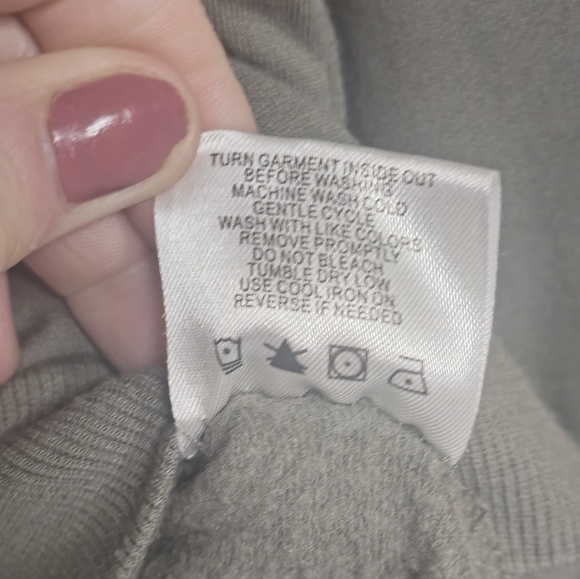 TURN GARMENT INSIDE OUT
BEFORE WASHING
MACHINE WASH COLD
GENTLE CYCLE
WASH WITH LIKE COLORS
REMOVE PROMPTLY
DO NOT BLEACH
TUMBLE DRY LOW
USE COOL IRON ON
REVERSE IF NEEDED